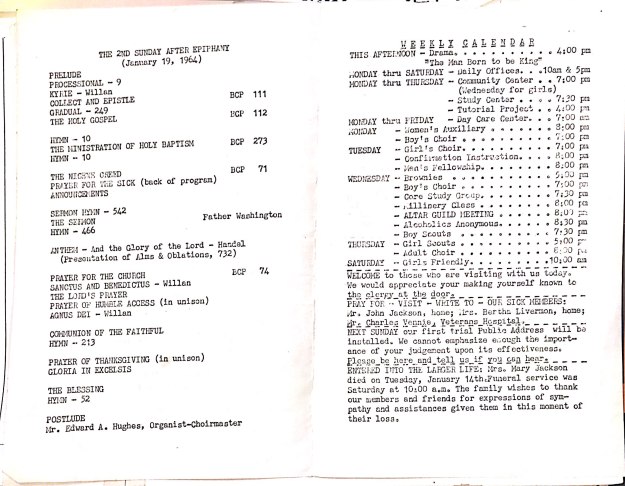 THE 2ND SUNDAY AFTER EPIPHANY
(January 19, 1964)
PRELUDE
PROCESSIONAL - 9
KYRIE - Willan BCP 111
COLLECT AND EPISTLE
GRADUAL - 249 BCP 112
THE HOLY GOSPEL
HYMN - 10
THE MINISTRATION OF HOLY BAPTISM BCP 273
HYMN - 10
THE NICENE CREED BCP 71
PRAYER FOR THE SICK (back of program)
ANNOUNCEMENTS
SERMON HYMN - 542
THE SERMON Father Washington
HYMN - 466
ANTHEM - And the Glory of the Lord - Handel
(Presentation of Alms & Oblations, 732)
PRAYER FOR THE CHURCH BCP 74
SANCTUS AND BENEDICTUS - Willan
THE LORD'S PRAYER
PRAYER OF HUMBLE ACCESS (in unison)
AGNUS DEI - Willan
COMMUNION OF THE FAITHFUL
HYMN - 213
PRAYER OF THANKSGIVING (in unison)
GLORIA IN EXCELSIS
THE BLESSING
HYMN - 52
POSTLUDE
Mr. Edward A. Hughes, Organist-Choirmaster
WEEKLY CALENDAR
THIS AFTERNOON - Drama. . . . . . . . . . . 4:00 pm
"The Man Born to be King"
MONDAY thru SATURDAY - Daily Offices. . .10am & 5pm
MONDAY thru THURSDAY - Community Center . . 7:00 pm
(Wednesday for girls)
- Study Center . . . . 7:30 pm
- Tutorial Project . . 4:00 pm
MONDAY thru FRIDAY - Day Care Center. . . 7:00 am
MONDAY - Women's Auxiliary . . . . . . . . 8:00 pm
- Boy's Choir . . . . . . . . . . . 7:00 pm
TUESDAY - Girl's Choir. . . . . . . . . . . 7:00 pm
- Confirmation Instruction. . . . . 8:00 pm
- Men's Fellowship. . . . . . . . . 8:00 pm
WEDNESDAY - Brownies . . . . . . . . . . . 5:00 pm
- Boy's Choir . . . . . . . . . . 7:00 pm
- Core Study Group. . . . . . . . 7:30 pm
- Millinery Class . . . . . . . . 8:00 pm
- ALTAR GUILD MEETING . . . . . . 8:00 pm
- Alcoholics Anonymous. . . . . . 8:30 pm
- Boy Scouts . . . . . . . . . . 7:30 pm
THURSDAY - Girl Scouts . . . . . . . . . . 5:00 pm
- Adult Choir . . . . . . . . . . 8:30 pm
SATURDAY - Girls Friendly. . . . . . . . .10:00 am
WELCOME to those who are visiting with us today.
We would appreciate your making yourself known to
the clergy at the door.
PRAY FOR - VISIT - WRITE TO - OUR SICK MEMBERS:
Mr. John Jackson, home; Mrs. Bertha Livermon, home;
Mr. Charles Vennie, Veterans Hospital.
NEXT SUNDAY our first trial Public Address will be
installed. We cannot emphasize enough the import-
ance of your judgement upon its effectiveness.
Please be here and tell us if you can hear.
ENTERED INTO THE LARGER LIFE: Mrs. Mary Jackson
died on Tuesday, January 14th.Funeral service was
Saturday at 10:00 a.m. The family wishes to thank
our members and friends for expressions of sym-
pathy and assistances given them in this moment of
their loss.